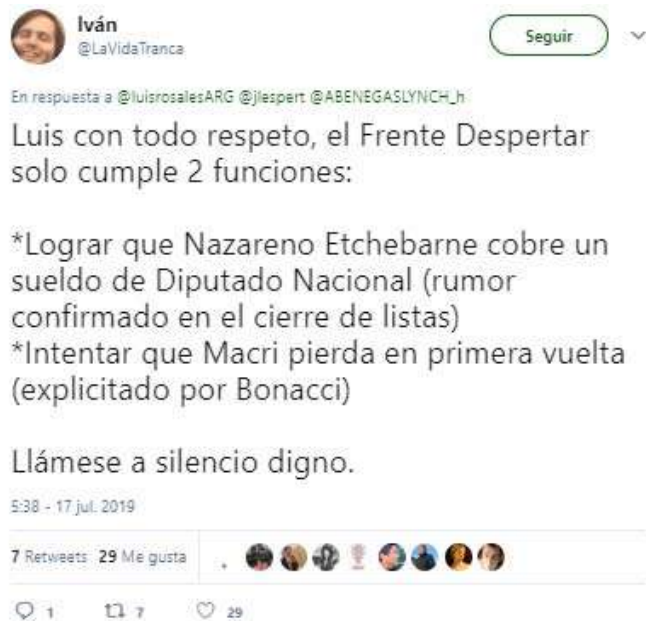 Iván
@LaVidaTranca
Seguir
En respuesta a @luisrosalesARG @jlespert @ABENEGASLYNCH_h
Luis con todo respeto, el Frente Despertar
solo cumple 2 funciones:
*Lograr que Nazareno Etchebarne cobre un
sueldo de Diputado Nacional (rumor
confirmado en el cierre de listas)
*Intentar que Macri pierda en primera vuelta
(explicitado por Bonacci)
Llámese a silencio digno.
5:38 - 17 jul. 2019
7 Retweets 29 Me gusta
1 7 29